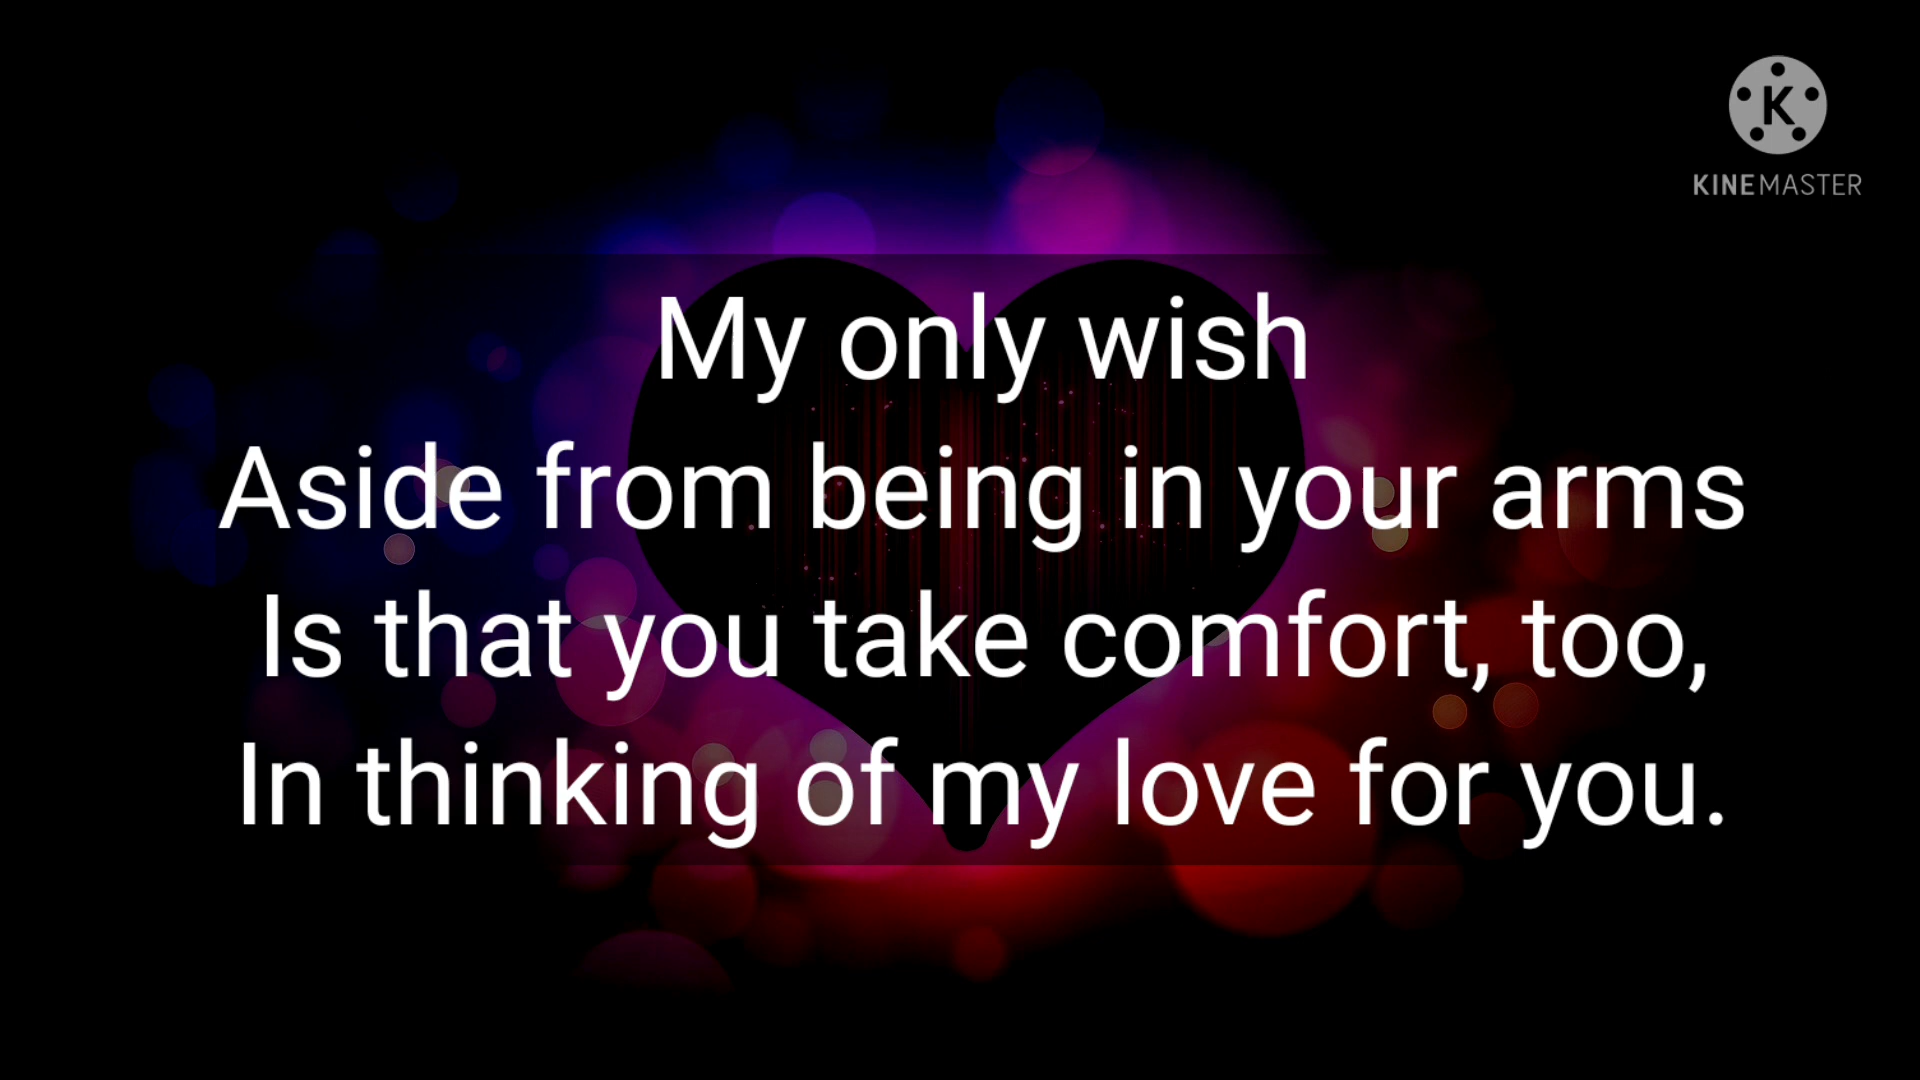 K
KINEMASTER
My only wish
Aside from being in your arms
Is that you take comfort, too,
In thinking of my love for you.